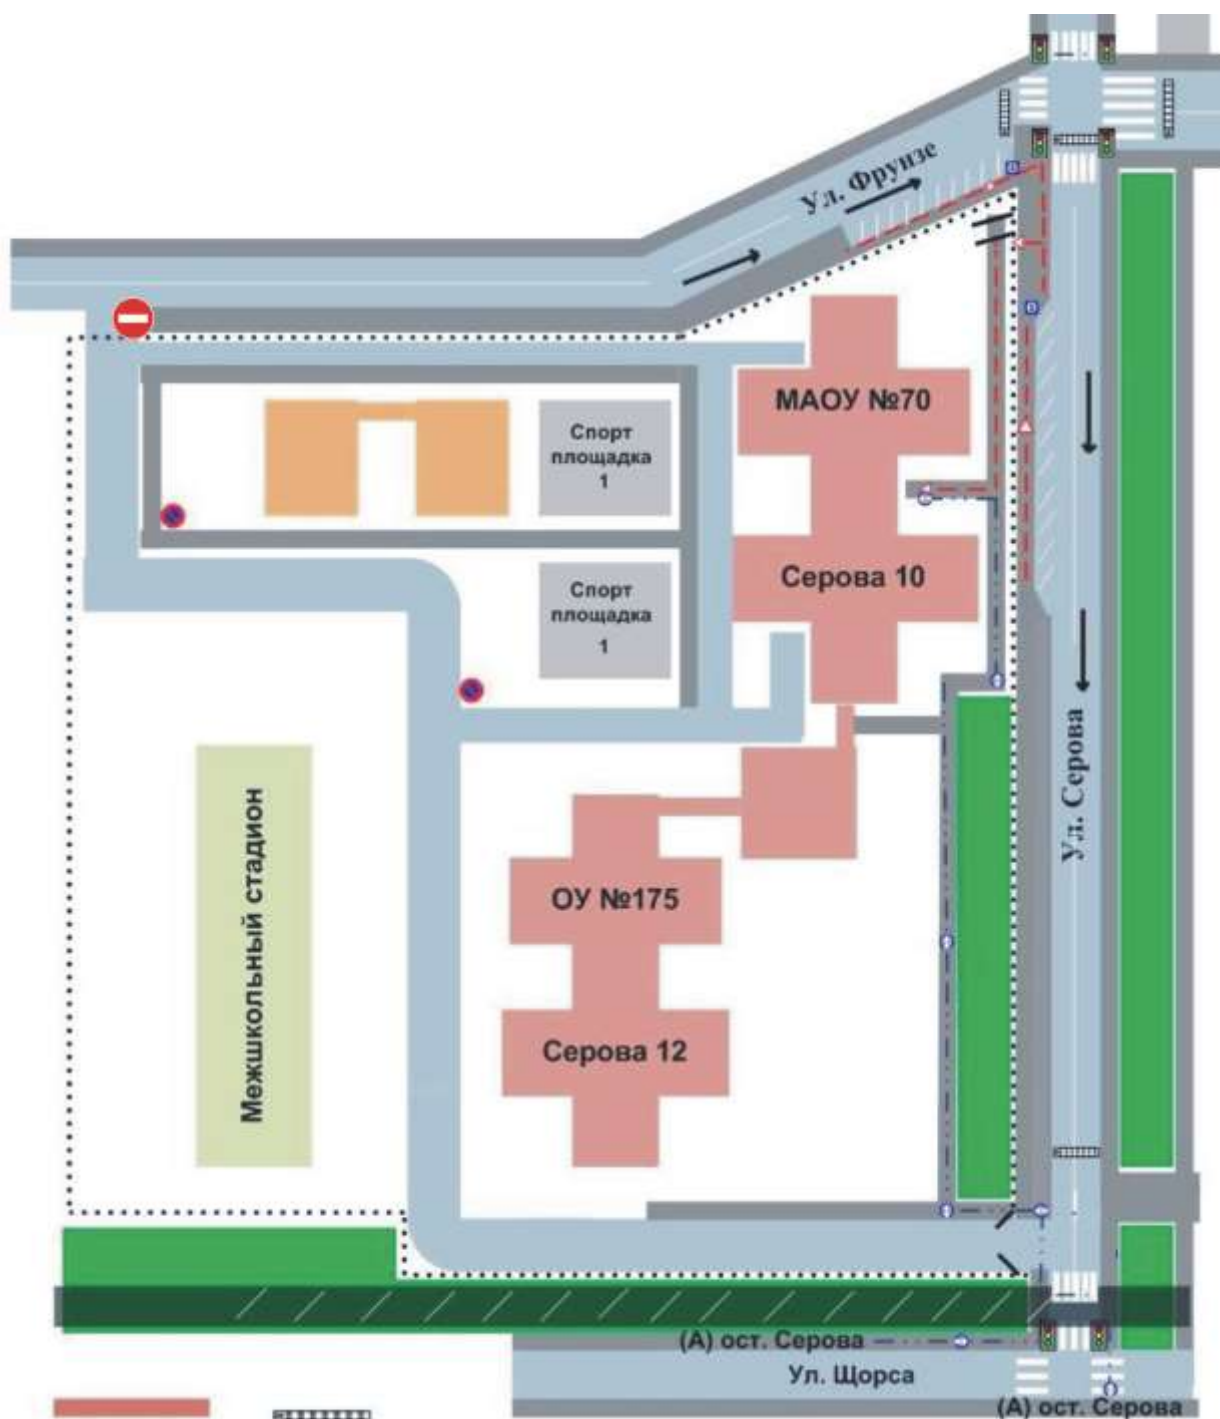 Ул. Фрунзе
МАОУ №70
Спорт
площадка
1
Серова 10
Спорт
площадка
1
Ул. Серова
Межшкольный стадион
ОУ №175
Серова 12
(А) ост. Серова
Ул. Щорса
(А) ост. Серова